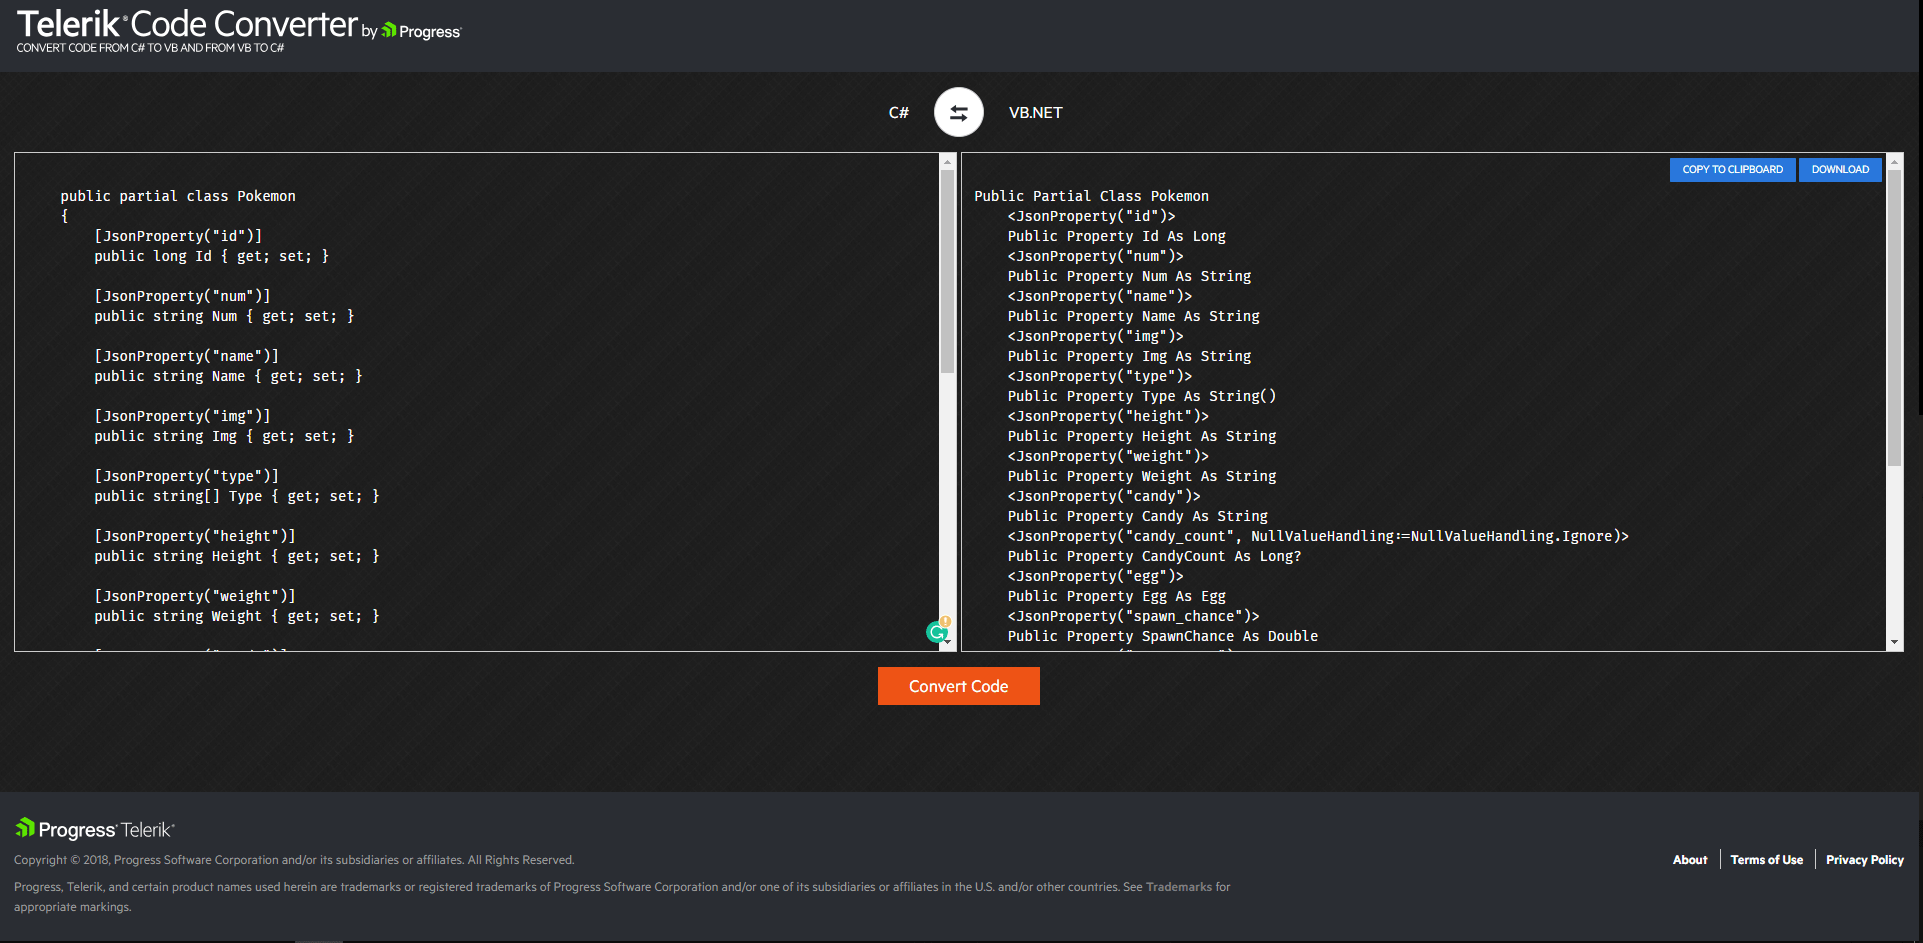 Telerik Code Converter by Progress
CONVERT CODE FROM C# TO VB AND FROM VB TO C#
C# VB.NET
public partial class Pokemon
{
[JsonProperty("id")]
public long Id { get; set; }
[JsonProperty("num")]
public string Num { get; set; }
[JsonProperty("name")]
public string Name { get; set; }
[JsonProperty("img")]
public string Img { get; set; }
[JsonProperty("type")]
public string[] Type { get; set; }
[JsonProperty("height")]
public string Height { get; set; }
[JsonProperty("weight")]
public string Weight { get; set; }
COPY TO CLIPBOARD DOWNLOAD
Public Partial Class Pokemon
<JsonProperty("id")>
Public Property Id As Long
<JsonProperty("num")>
Public Property Num As String
<JsonProperty("name")>
Public Property Name As String
<JsonProperty("img")>
Public Property Img As String
<JsonProperty("type")>
Public Property Type As String()
<JsonProperty("height")>
Public Property Height As String
<JsonProperty("weight")>
Public Property Weight As String
<JsonProperty("candy")>
Public Property Candy As String
<JsonProperty("candy_count", NullValueHandling:=NullValueHandling.Ignore)>
Public Property CandyCount As Long?
<JsonProperty("egg")>
Public Property Egg As Egg
<JsonProperty("spawn_chance")>
Public Property SpawnChance As Double
Convert Code
Progress Telerik
Copyright © 2018, Progress Software Corporation and/or its subsidiaries or affiliates. All Rights Reserved.
About Terms of Use Privacy Policy
Progress, Telerik, and certain product names used herein are trademarks or registered trademarks of Progress Software Corporation and/or one of its subsidiaries or affiliates in the U.S. and/or other countries. See Trademarks for
appropriate markings.